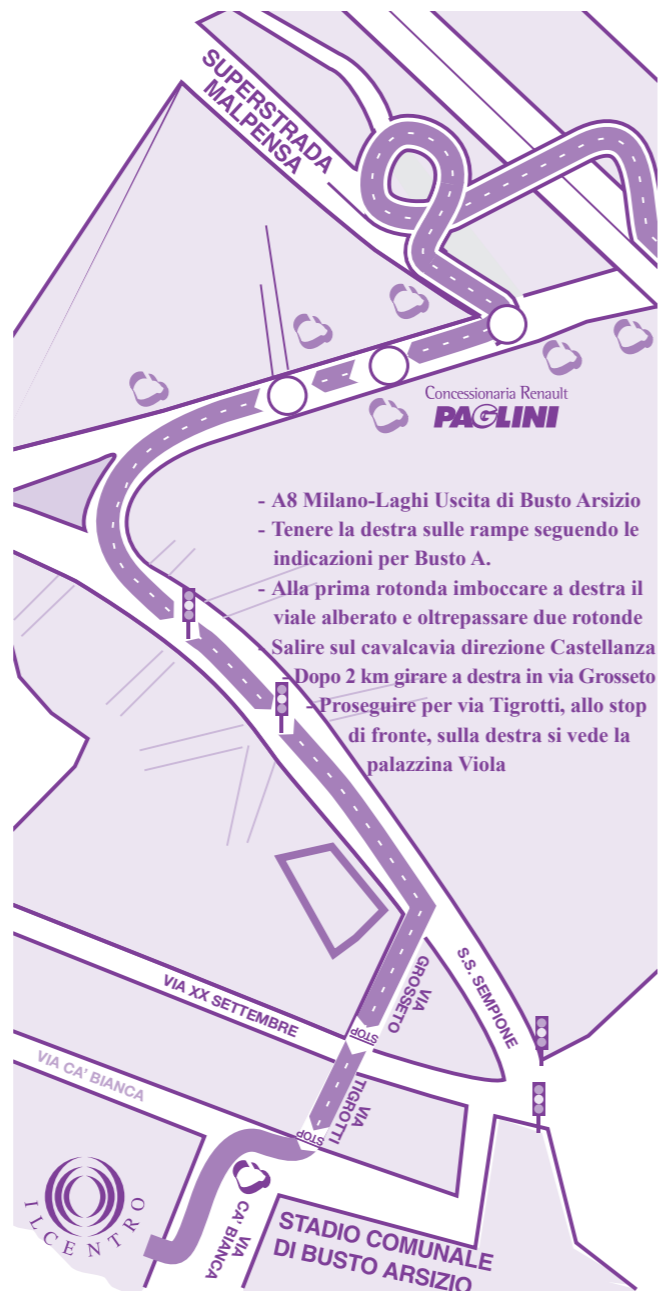 SUPERSTRADA
MALPENSA
Concessionaria Renault
PAGLINI
- A8 Milano-Laghi Uscita di Busto Arsizio
- Tenere la destra sulle rampe seguendo le
indicazioni per Busto A.
- Alla prima rotonda imboccare a destra il
viale alberato e oltrepassare due rotonde
- Salire sul cavalcavia direzione Castellanza
- Dopo 2 km girare a destra in via Grosseto
- Proseguire per via Tigrotti, allo stop
di fronte, sulla destra si vede la
palazzina Viola
VIA
GROSSETO
S.S. SEMPIONE
VIA XX SETTEMBRE
STOP
VIA CA' BIANCA
VIA
TIGROTTI
STOP
IL CENTRO
VIA
CA' BIANCA
STADIO COMUNALE
DI BUSTO ARSIZIO